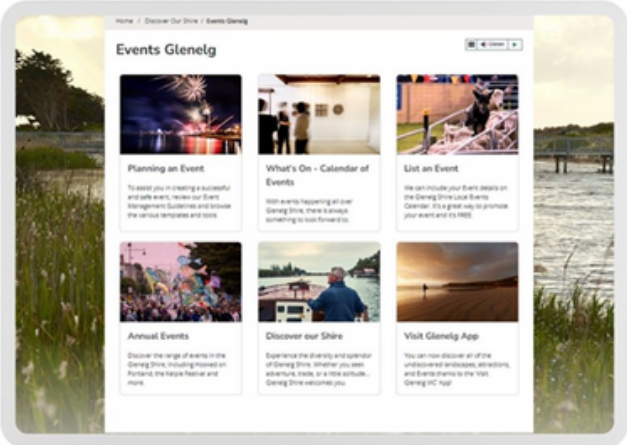 Home / Discover Our Shire / Events Glenelg
Events Glenelg
Listen
Planning an Event
To assist you in creating a successful
and safe event, review our Event
Management Guidelines and browse
the various templates and tools.
What's On - Calendar of
Events
With events happening all over
Glenelg Shire, there is always
something to look forward to.
List an Event
We can include your Event details on
the Glenelg Shire Local Events
Calendar. It's a great way to promote
your event and it's FREE.
Annual Events
Discover the range of events in the
Glenelg Shire, including Hooked on
Portland, the Kelpie Festival and
more.
Discover our Shire
Experience the diversity and splendor
of Glenelg Shire. Whether you seek
adventure, trade, or a little solitude...
Glenelg Shire welcomes you.
Visit Glenelg App
You can now discover all of the
undiscovered landscapes, attractions,
and Events thanks to the 'Visit
Glenelg VIC' App!